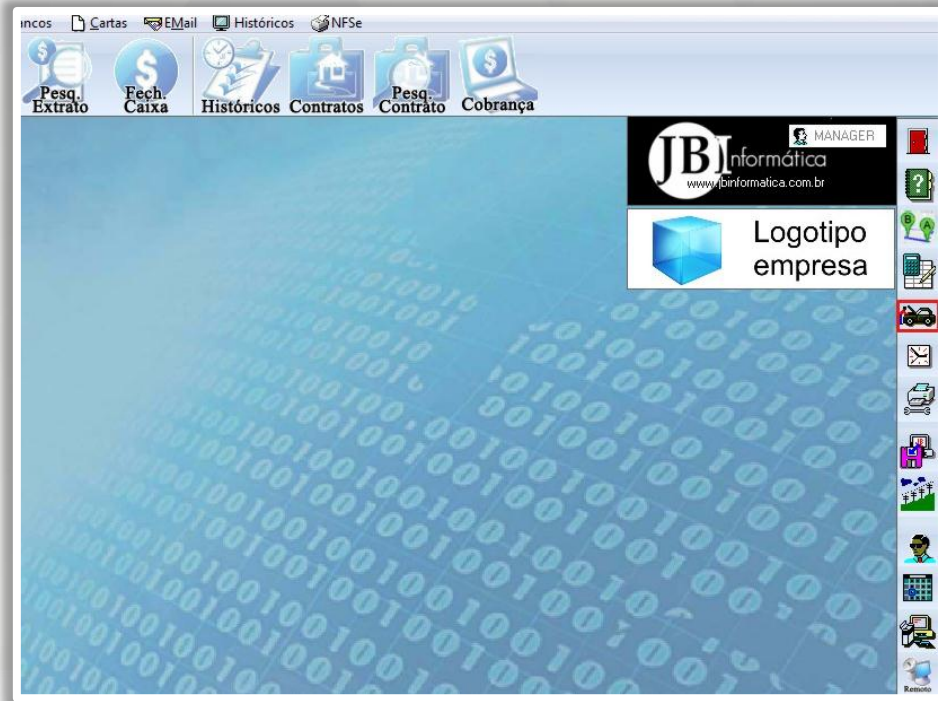 ncos Cartas EMail Históricos NFSe
Pesq. Extrato
Fech. Caixa
Históricos
Contratos
Pesq. Contrato
Cobrança
MANAGER
JBInformática
www.jbinformatica.com.br
Logotipo
empresa
B A
Remoto